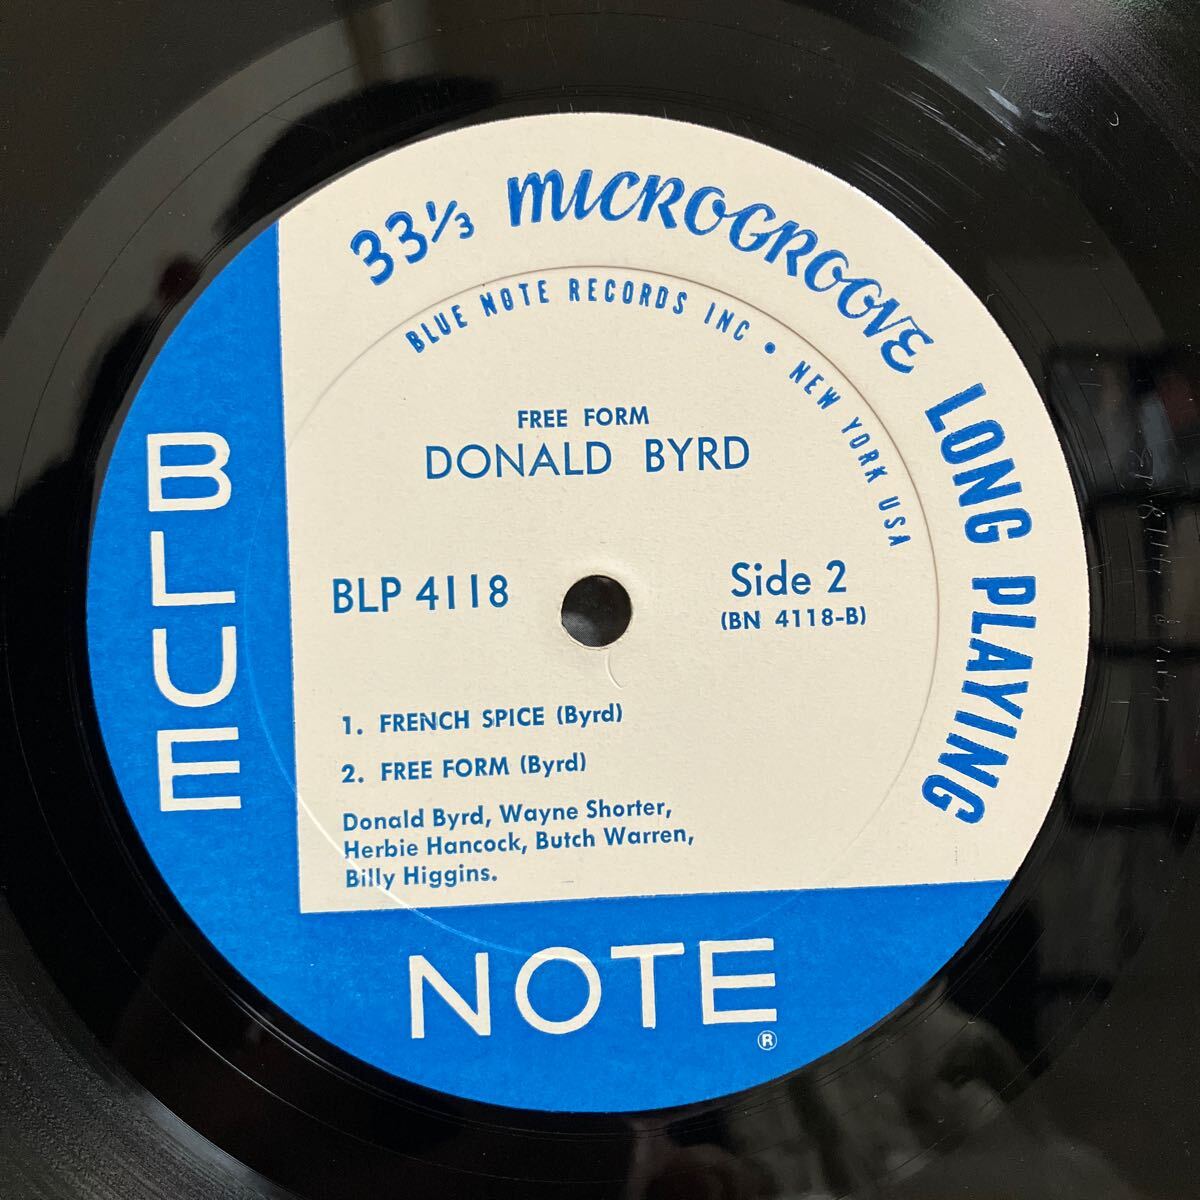 33⅓ MICROGROOVE LONG PLAYING
BLUE NOTE RECORDS INC • NEW YORK USA
FREE FORM
DONALD BYRD
BLP 4118
Side 2
(BN 4118-B)
1. FRENCH SPICE (Byrd)
2. FREE FORM (Byrd)
Donald Byrd, Wayne Shorter,
Herbie Hancock, Butch Warren,
Billy Higgins.
BLUE
NOTE
®